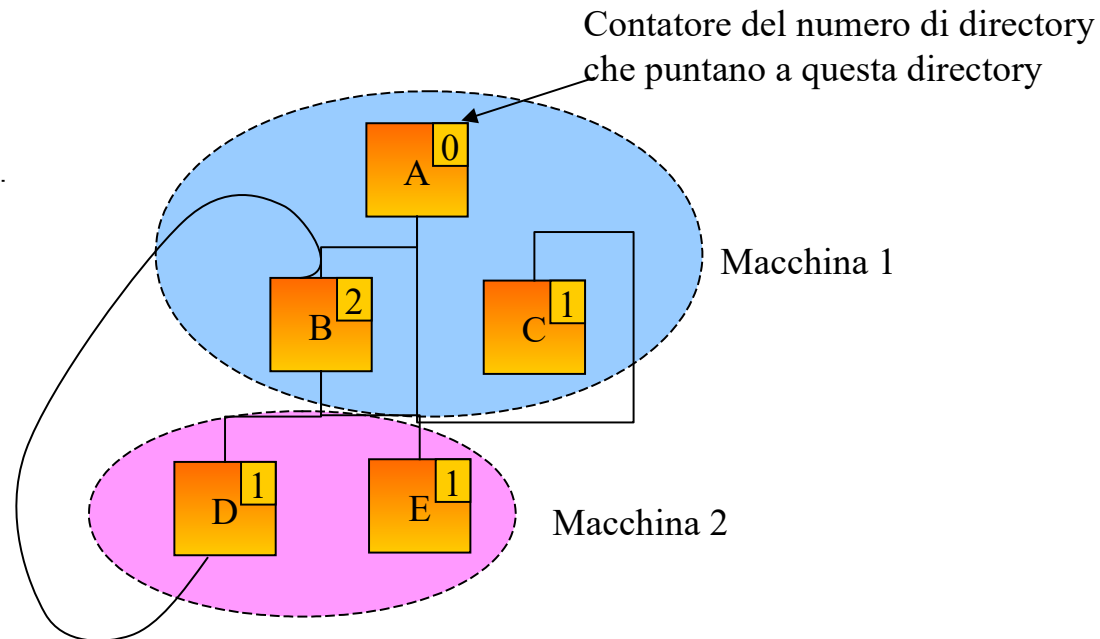 Contatore del numero di directory
che puntano a questa directory
0
A
Macchina 1
2
B
1
C
1
D
1
E
Macchina 2